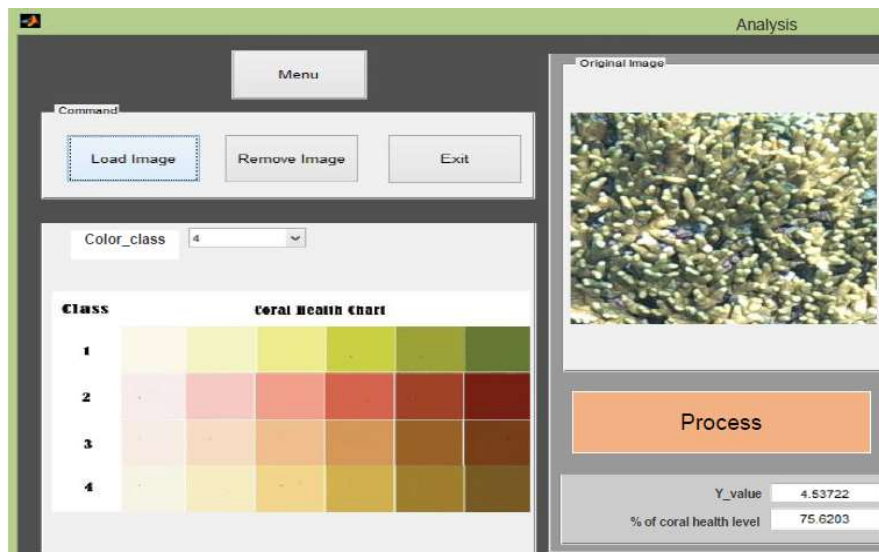 Analysis
Menu
Command
Load Image
Remove Image
Exit
Color_class 4
Class Coral Health Chart
1
2
3
4
Original Image
Process
Y_value 4.53722
% of coral health level 75.6203